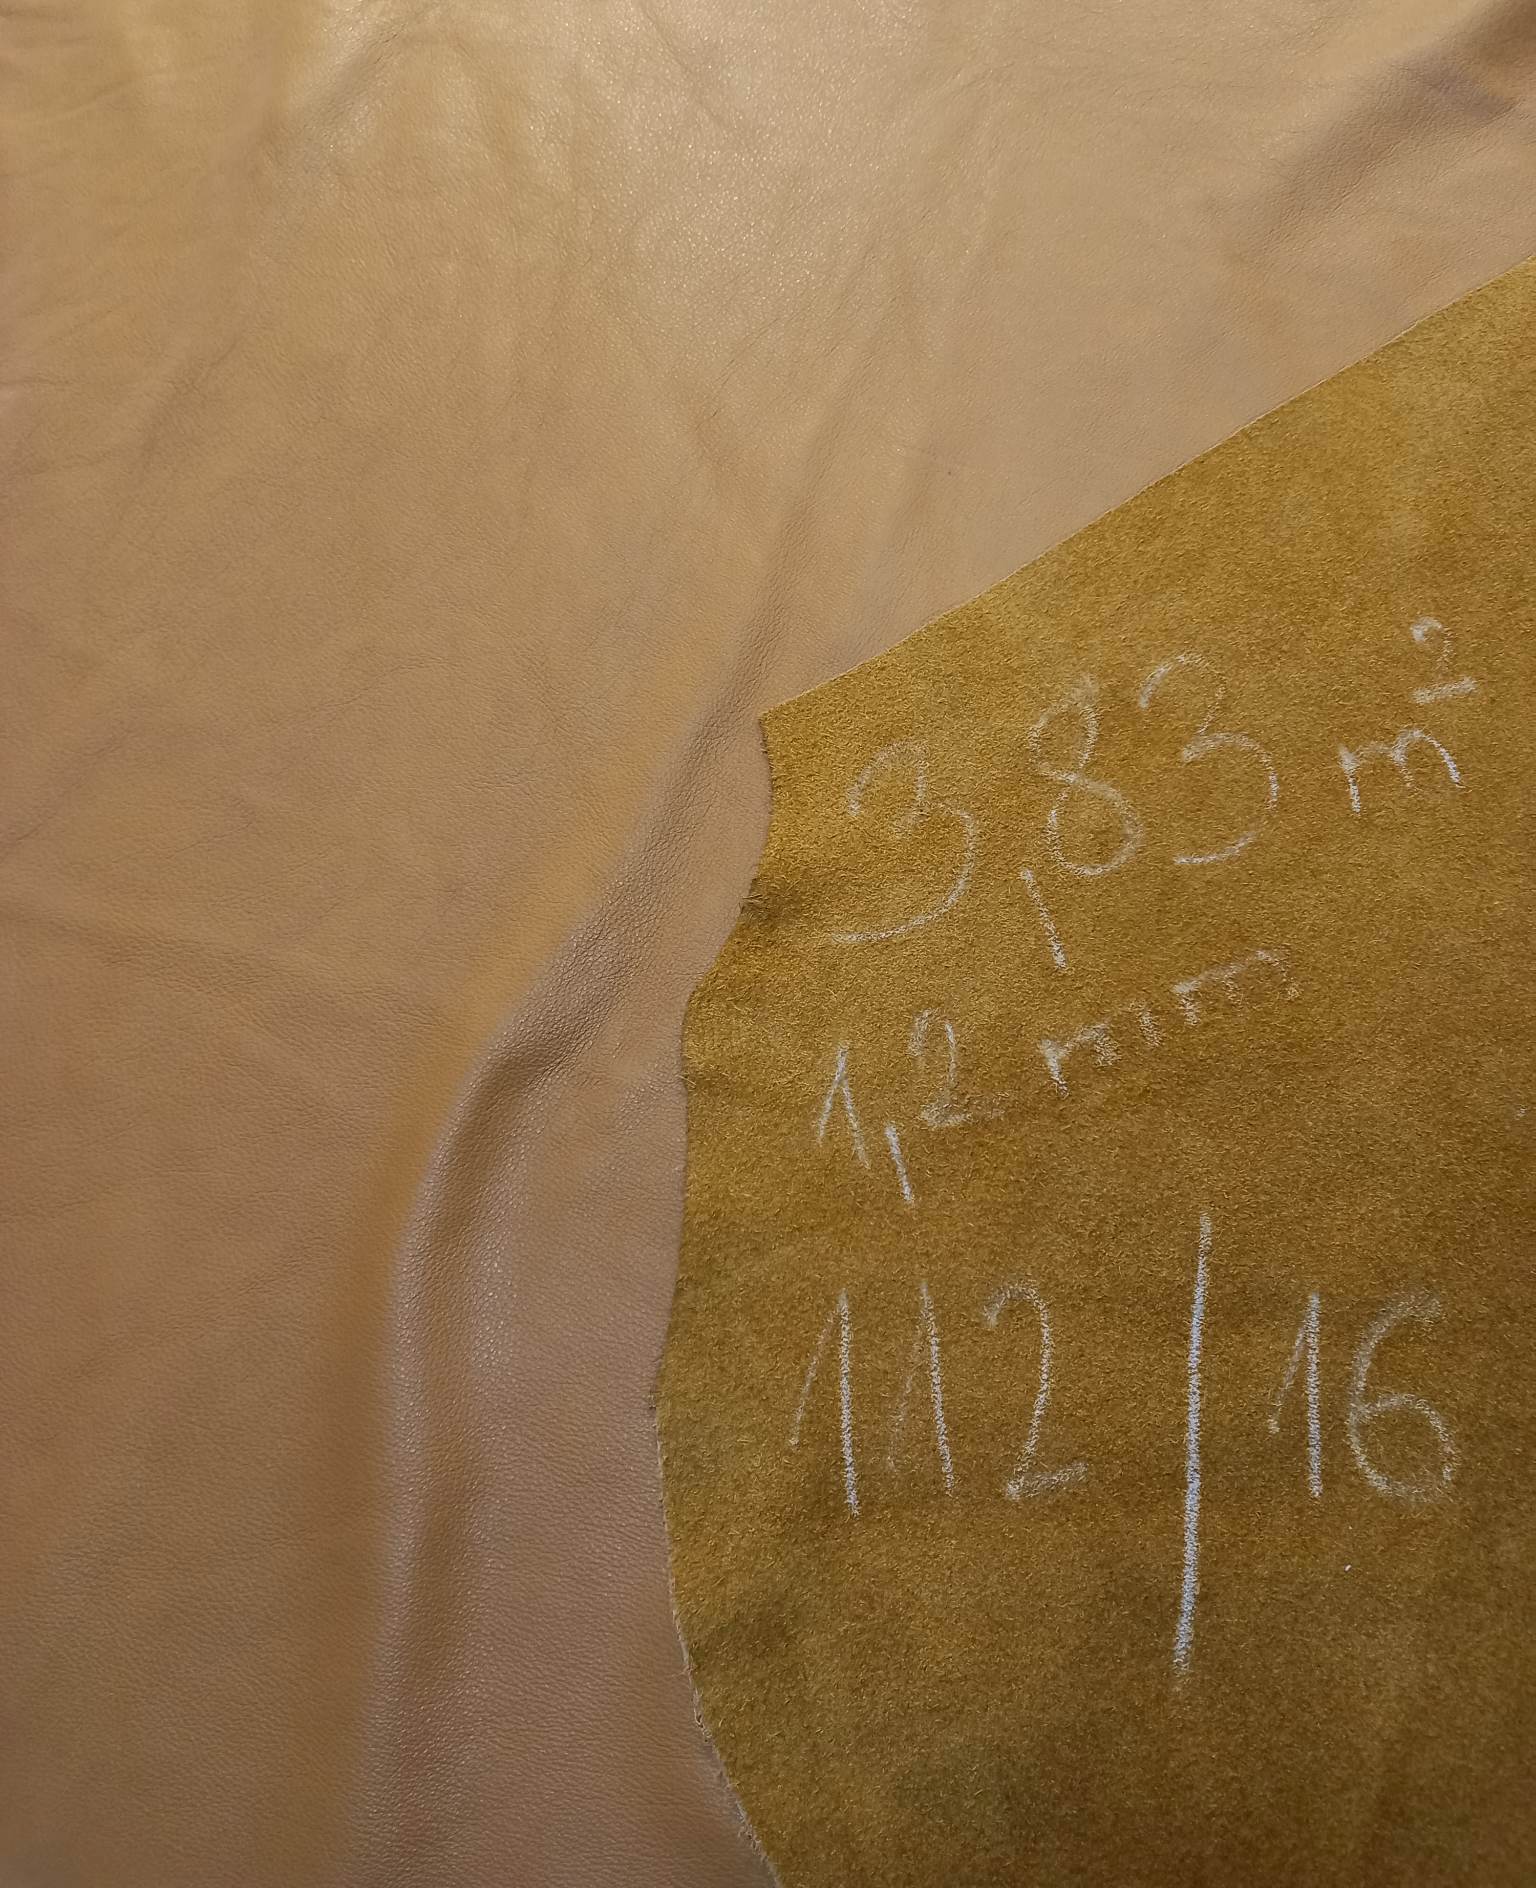 3,83 m²
1,2 mm
112 | 16